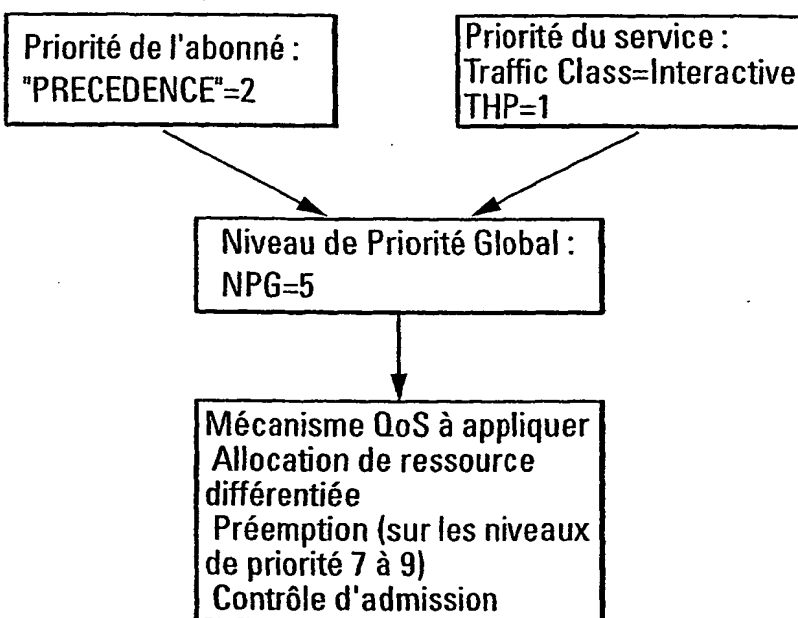 Priorité de l'abonné :
"PRECEDENCE"=2
Priorité du service :
Traffic Class=Interactive
THP=1
Niveau de Priorité Global :
NPG=5
Mécanisme QoS à appliquer
Allocation de ressource
différentiée
Préemption (sur les niveaux
de priorité 7 à 9)
Contrôle d'admission